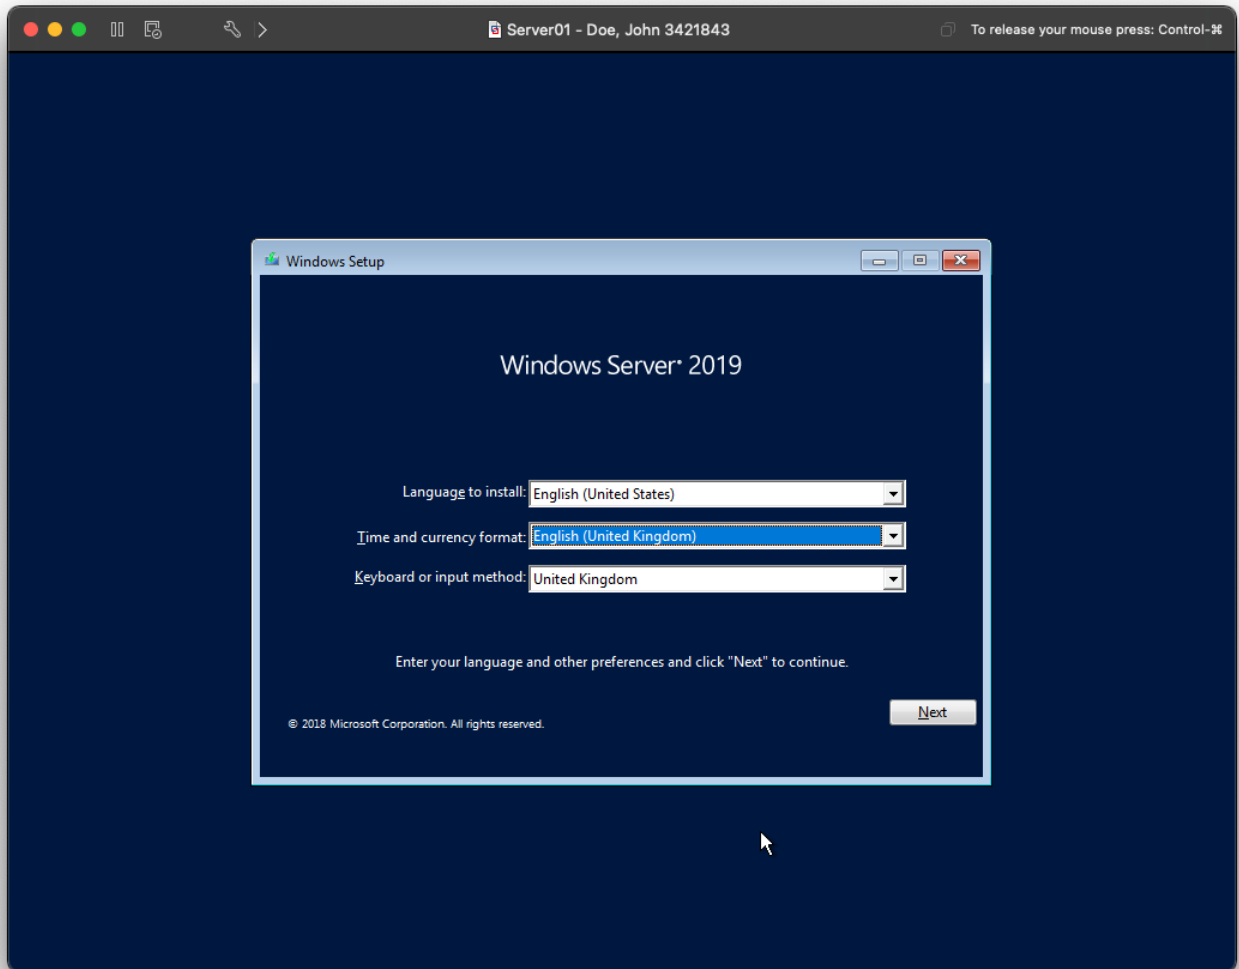 Server01 - Doe, John 3421843
To release your mouse press: Control-⌘
Windows Setup
Windows Server® 2019
Language to install: English (United States)
Time and currency format: English (United Kingdom)
Keyboard or input method: United Kingdom
Enter your language and other preferences and click "Next" to continue.
Next
© 2018 Microsoft Corporation. All rights reserved.